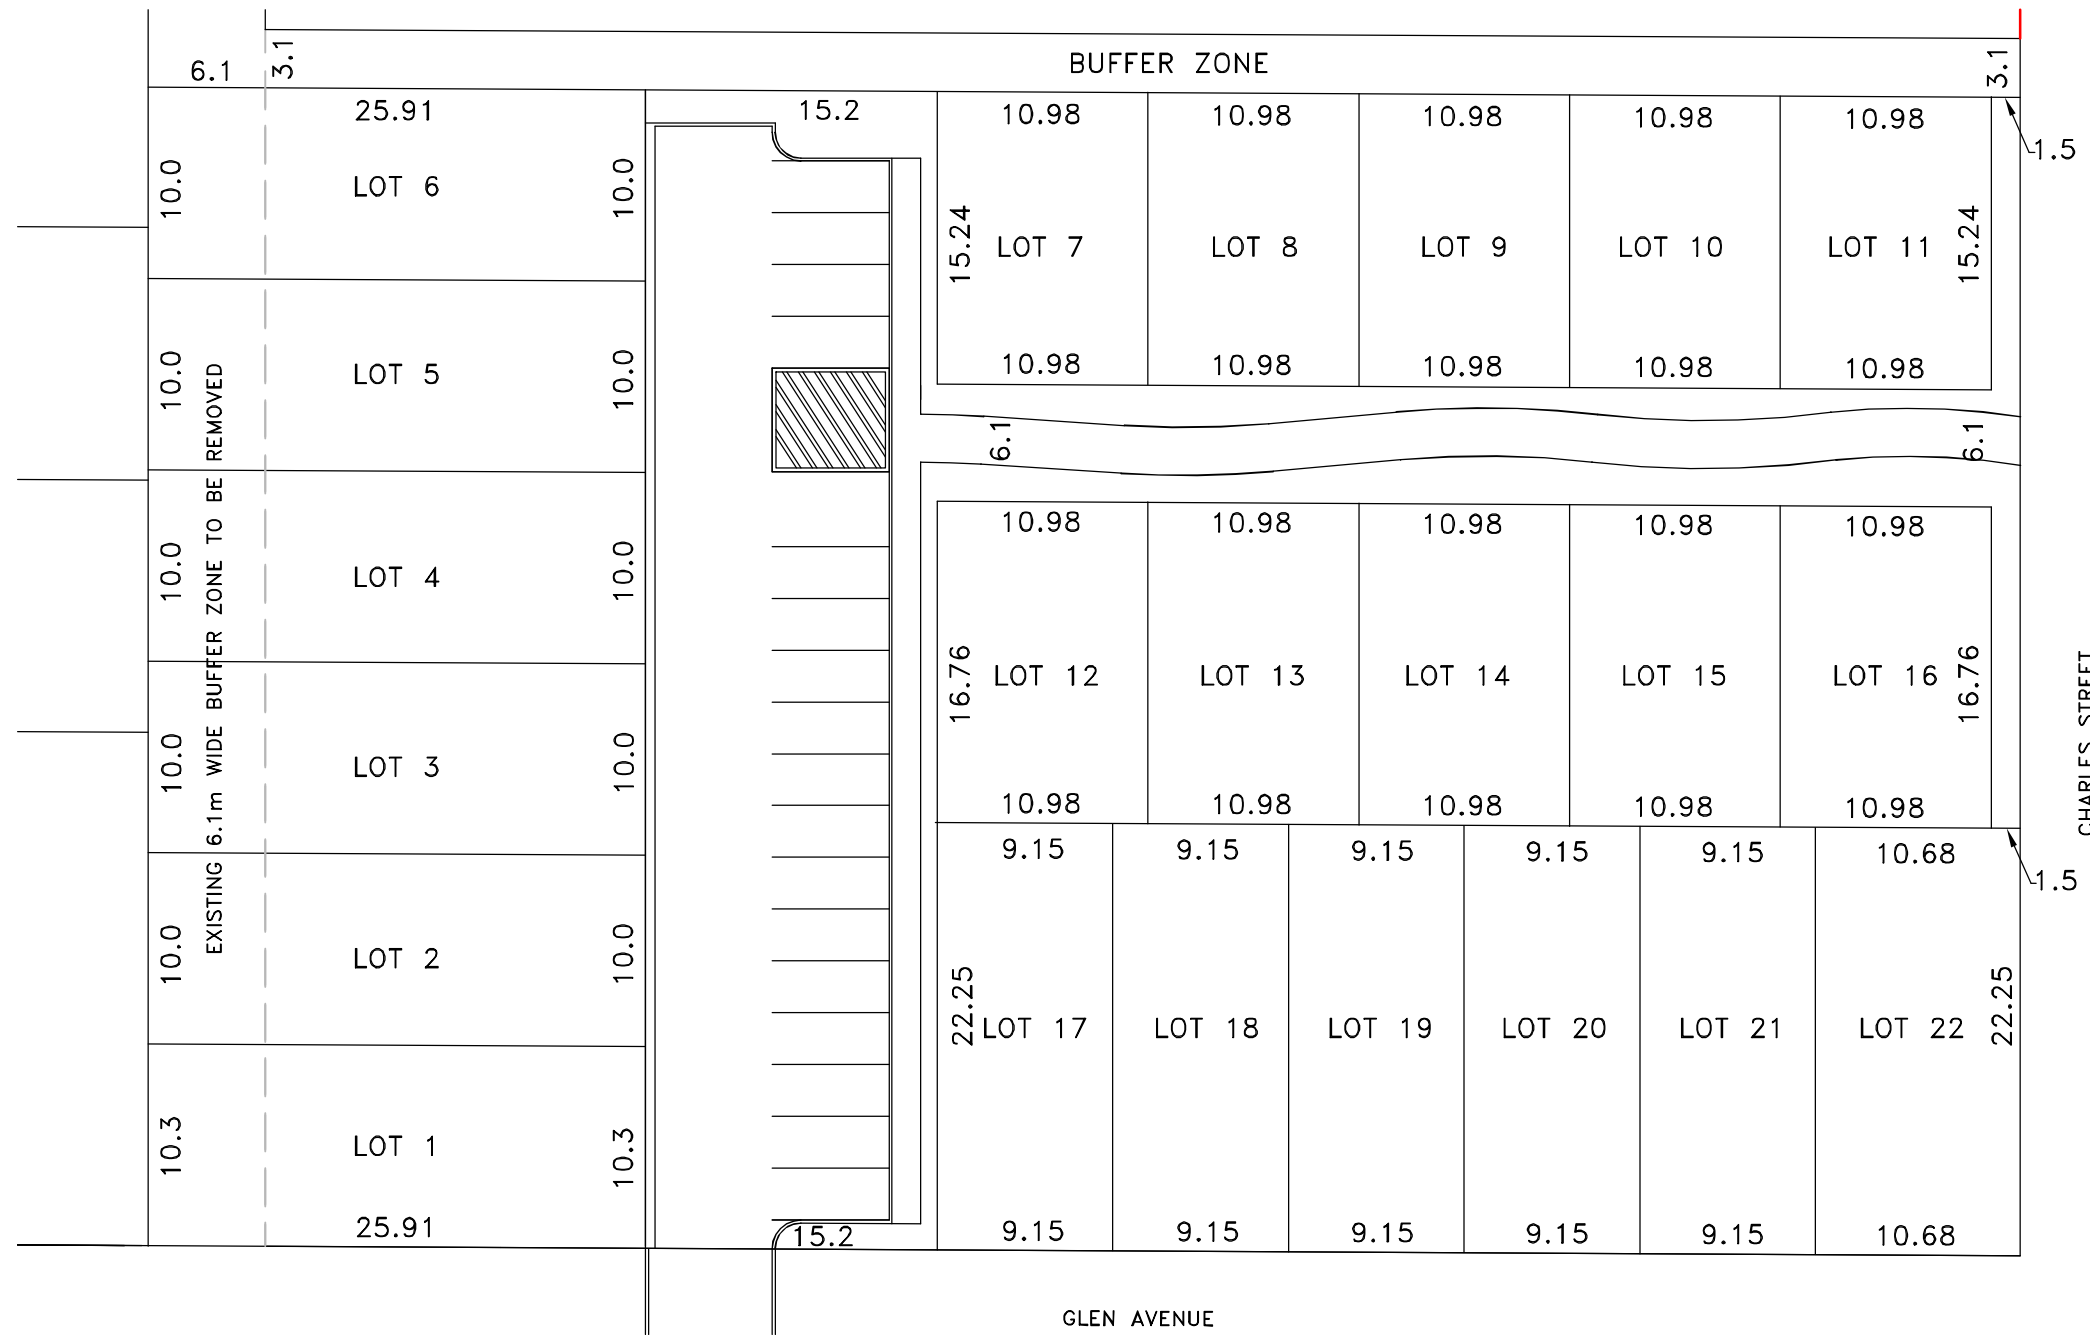 BUFFER ZONE
6.1
3.1
3.1
25.91
15.2
10.98
10.98
10.98
10.98
10.98
1.5
10.0
LOT 6
10.0
15.24
LOT 7
LOT 8
LOT 9
LOT 10
LOT 11
15.24
10.0
LOT 5
10.0
10.98
10.98
10.98
10.98
10.98
6.1
6.1
EXISTING 6.1m WIDE BUFFER ZONE TO BE REMOVED
10.0
LOT 4
10.0
10.98
10.98
10.98
10.98
10.98
16.76
LOT 12
LOT 13
LOT 14
LOT 15
LOT 16
16.76
CHARLES STREET
10.0
LOT 3
10.0
10.98
10.98
10.98
10.98
10.98
9.15
9.15
9.15
9.15
9.15
10.68
1.5
10.0
LOT 2
10.0
22.25
LOT 17
LOT 18
LOT 19
LOT 20
LOT 21
LOT 22
22.25
10.3
LOT 1
10.3
25.91
15.2
9.15
9.15
9.15
9.15
9.15
10.68
GLEN AVENUE